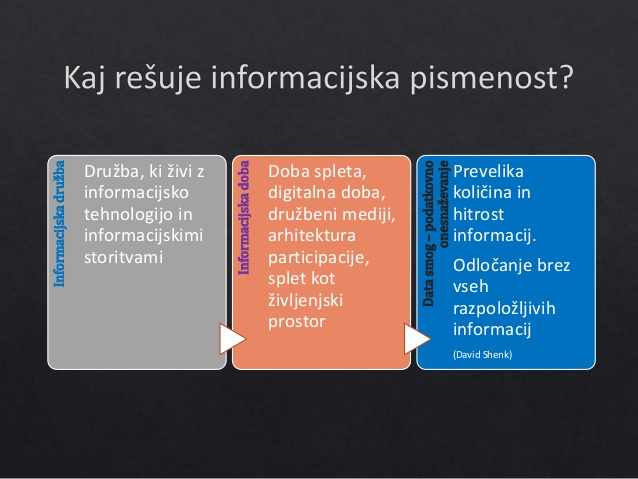 Kaj rešuje informacijska pismenost?
Informacijska družba
Družba, ki živi z
informacijsko
tehnologijo in
informacijskimi
storitvami
Informacijska doba
Doba spleta,
digitalna doba,
družbeni mediji,
arhitektura
participacije,
splet kot
življenjski
prostor
Data smog – podatkovno
onesnaževanje
Prevelika
količina in
hitrost
informacij.
Odločanje brez
vseh
razpoložljivih
informacij
(David Shenk)